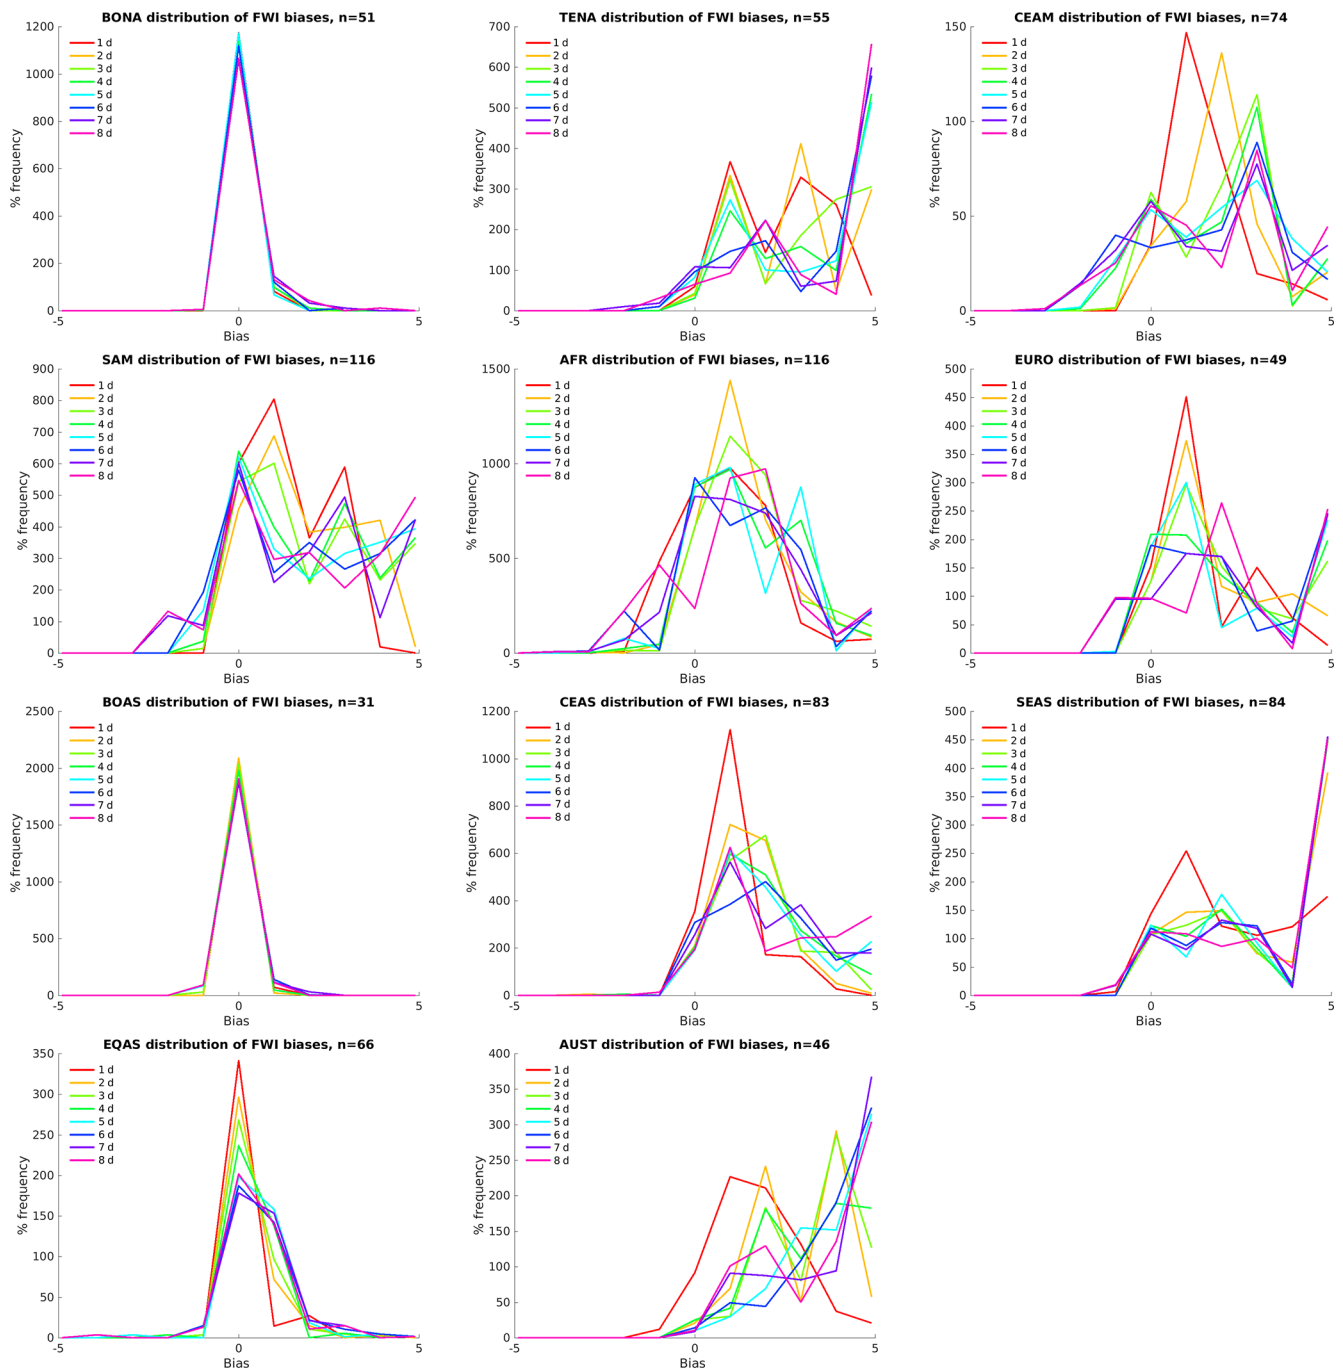 BONA distribution of FWI biases, n=51
1200
1000
800
600
400
200
0
% frequency
1 d
2 d
3 d
4 d
5 d
6 d
7 d
8 d
-5
0
5
Bias
TENA distribution of FWI biases, n=55
700
600
500
400
300
200
100
0
% frequency
1 d
2 d
3 d
4 d
5 d
6 d
7 d
8 d
-5
0
5
Bias
CEAM distribution of FWI biases, n=74
150
100
50
0
% frequency
1 d
2 d
3 d
4 d
5 d
6 d
7 d
8 d
-5
0
5
Bias
SAM distribution of FWI biases, n=116
900
800
700
600
500
400
300
200
100
0
% frequency
1 d
2 d
3 d
4 d
5 d
6 d
7 d
8 d
-5
0
5
Bias
AFR distribution of FWI biases, n=116
1500
1000
500
0
% frequency
1 d
2 d
3 d
4 d
5 d
6 d
7 d
8 d
-5
0
5
Bias
EURO distribution of FWI biases, n=49
500
450
400
350
300
250
200
150
100
50
0
% frequency
1 d
2 d
3 d
4 d
5 d
6 d
7 d
8 d
-5
0
5
Bias
BOAS distribution of FWI biases, n=31
2500
2000
1500
1000
500
0
% frequency
1 d
2 d
3 d
4 d
5 d
6 d
7 d
8 d
-5
0
5
Bias
CEAS distribution of FWI biases, n=83
1200
1000
800
600
400
200
0
% frequency
1 d
2 d
3 d
4 d
5 d
6 d
7 d
8 d
-5
0
5
Bias
SEAS distribution of FWI biases, n=84
500
450
400
350
300
250
200
150
100
50
0
% frequency
1 d
2 d
3 d
4 d
5 d
6 d
7 d
8 d
-5
0
5
Bias
EQAS distribution of FWI biases, n=66
350
300
250
200
150
100
50
0
% frequency
1 d
2 d
3 d
4 d
5 d
6 d
7 d
8 d
-5
0
5
Bias
AUST distribution of FWI biases, n=46
400
350
300
250
200
150
100
50
0
% frequency
1 d
2 d
3 d
4 d
5 d
6 d
7 d
8 d
-5
0
5
Bias